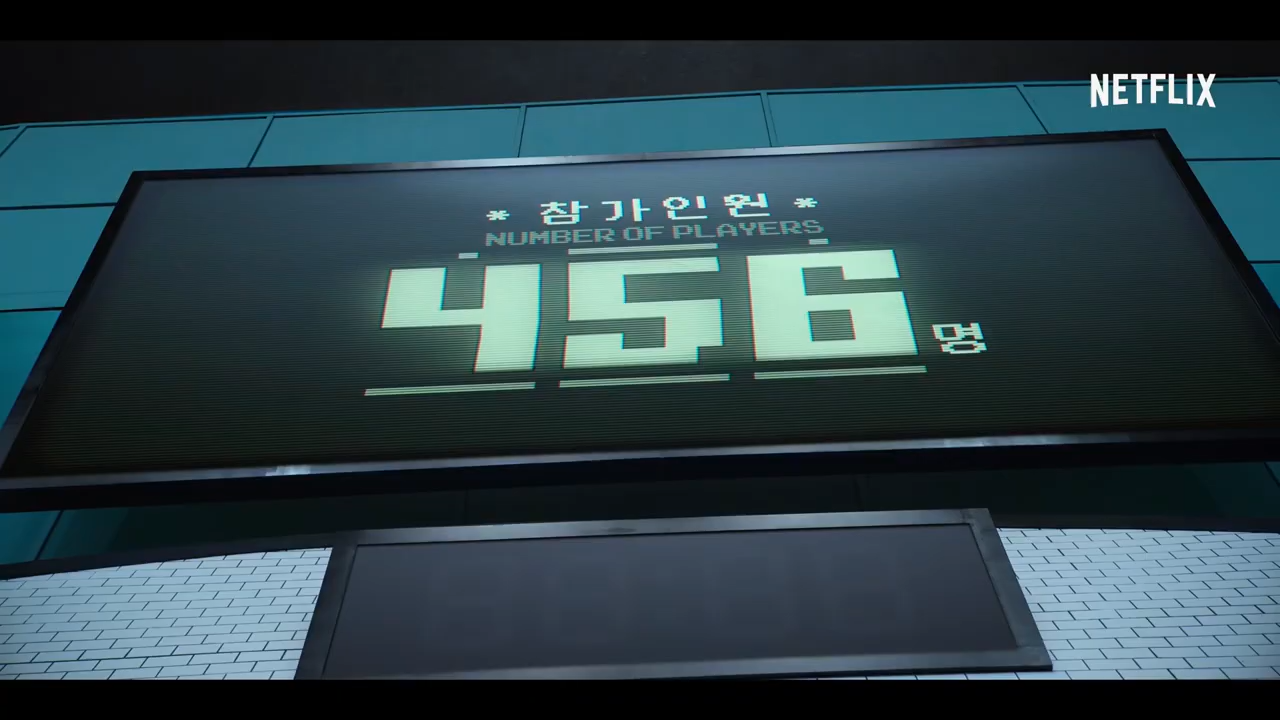 NETFLIX
* 참가인원 *
NUMBER OF PLAYERS
456명